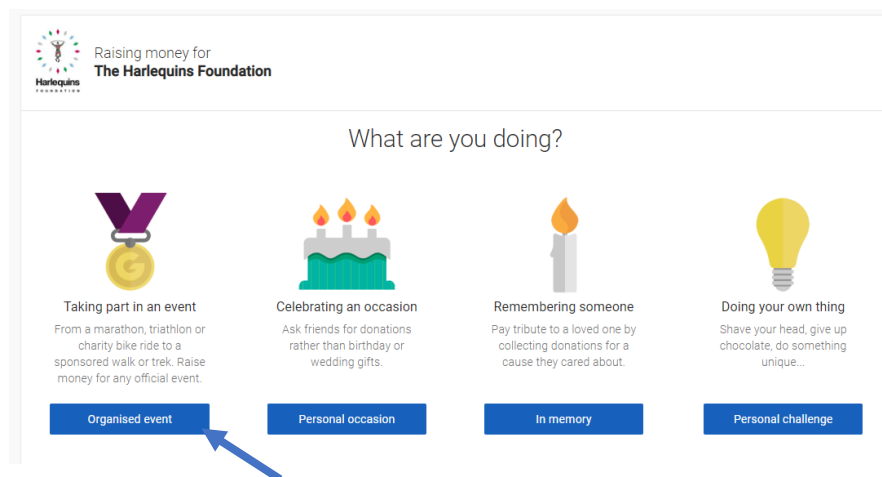 Raising money for
The Harlequins Foundation
Harlequins
FOUNDATION
What are you doing?
G
Taking part in an event
From a marathon, triathlon or
charity bike ride to a
sponsored walk or trek. Raise
money for any official event.
Organised event
Celebrating an occasion
Ask friends for donations
rather than birthday or
wedding gifts.
Personal occasion
Remembering someone
Pay tribute to a loved one by
collecting donations for a
cause they cared about.
In memory
Doing your own thing
Shave your head, give up
chocolate, do something
unique...
Personal challenge